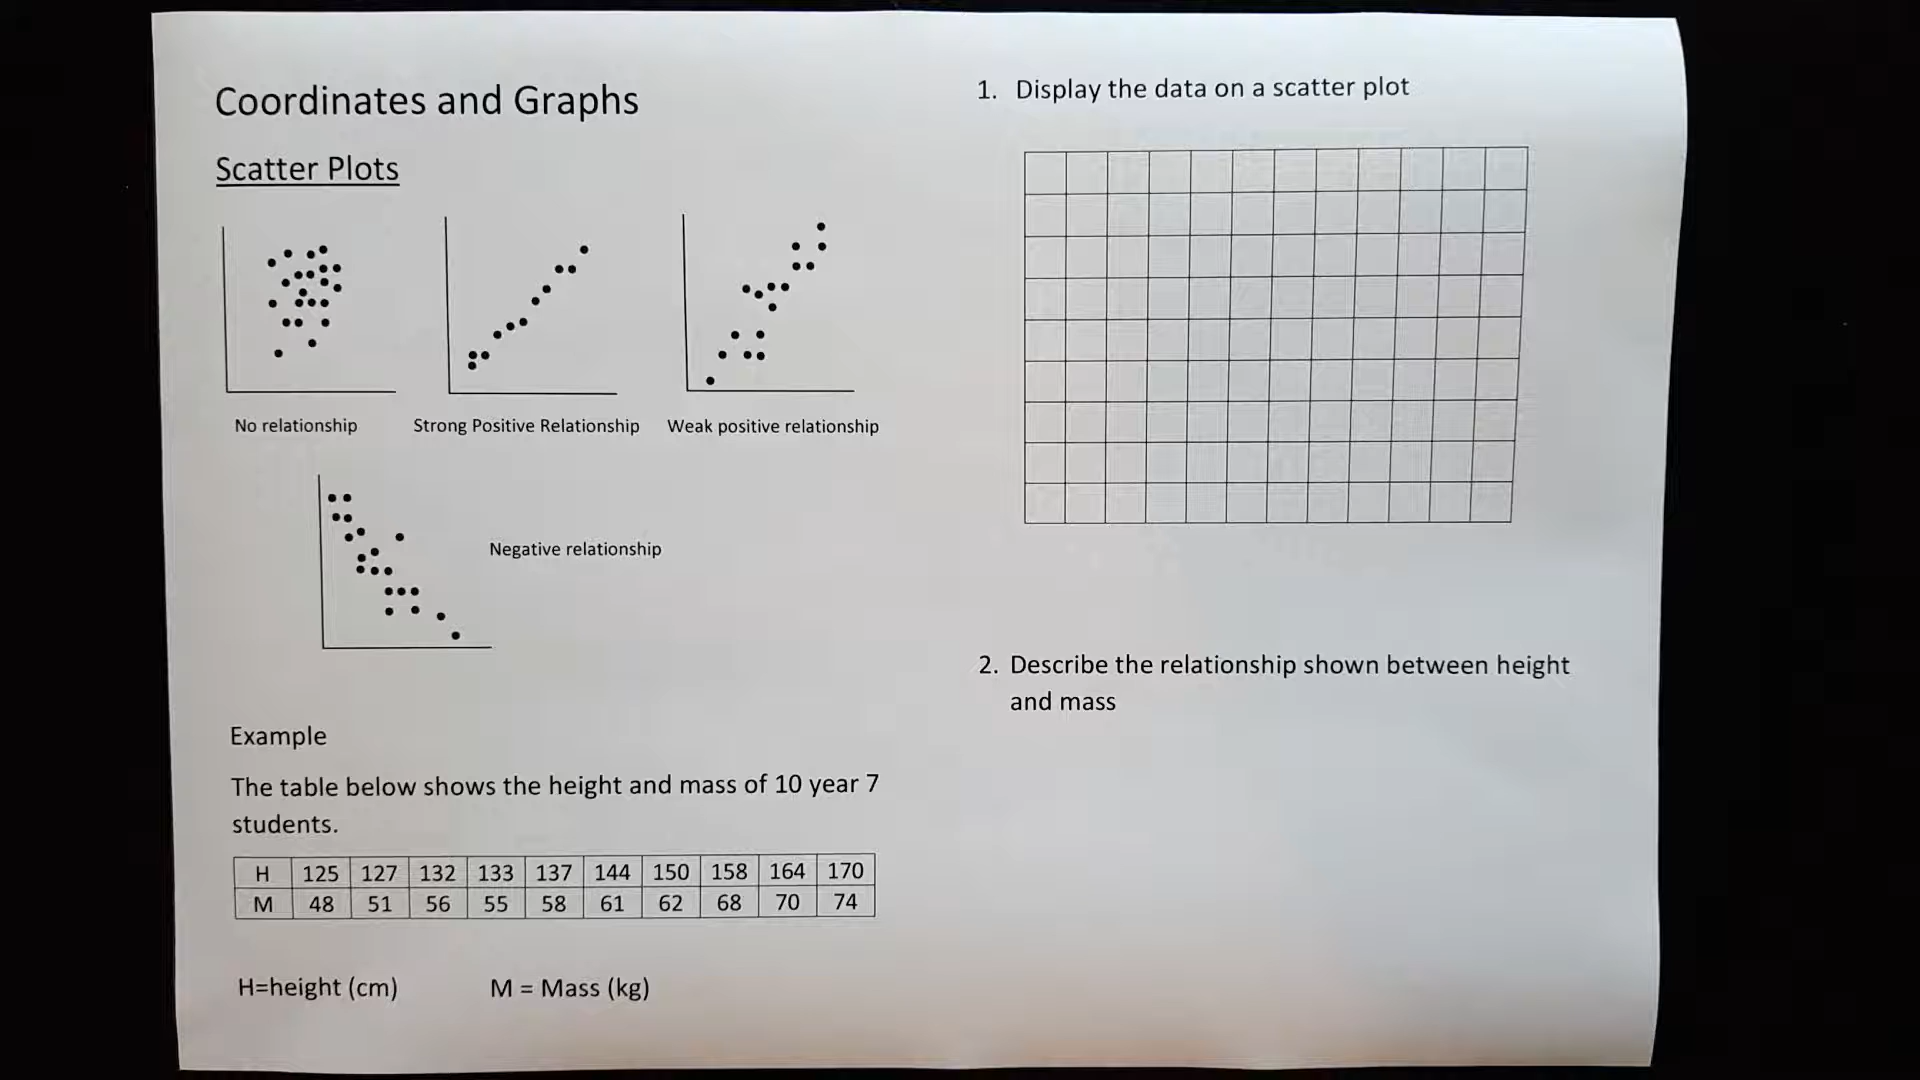 Coordinates and Graphs
Scatter Plots
No relationship
Strong Positive Relationship
Weak positive relationship
Negative relationship
Example
The table below shows the height and mass of 10 year 7
students.
H 125 127 132 133 137 144 150 158 164 170
M 48 51 56 55 58 61 62 68 70 74
H=height (cm) M = Mass (kg)
1. Display the data on a scatter plot
2. Describe the relationship shown between height
and mass